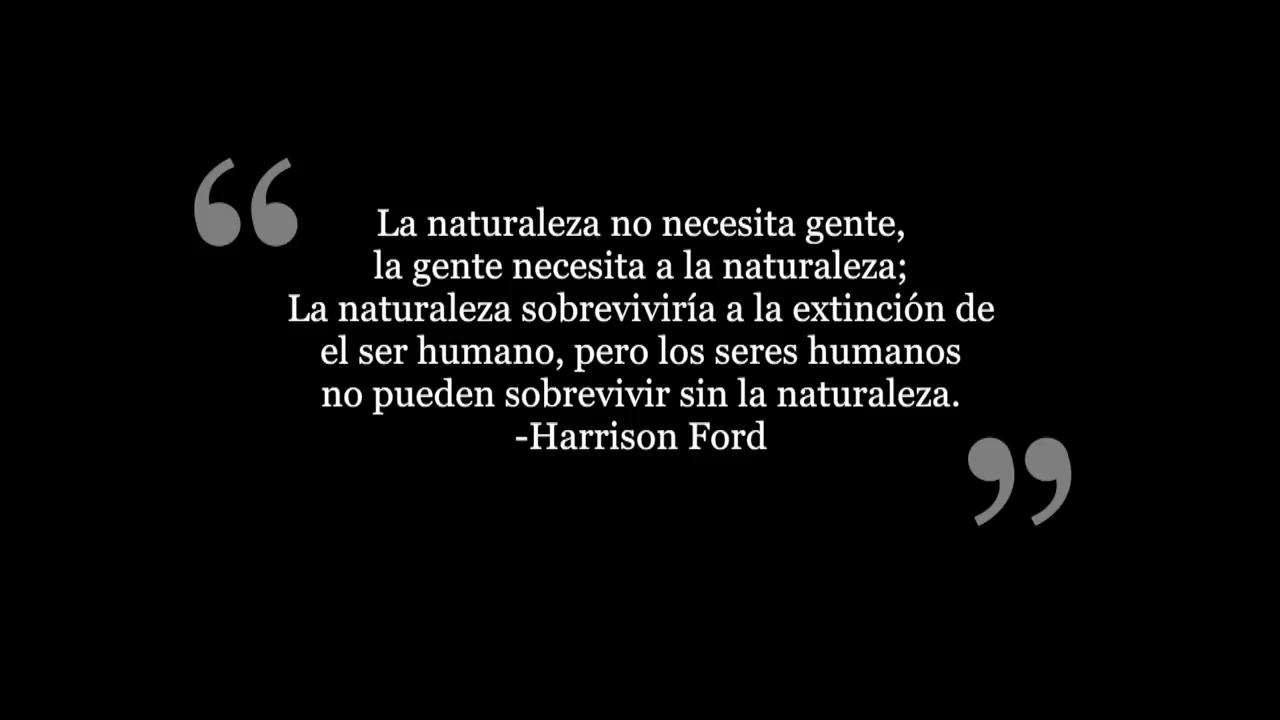 “
La naturaleza no necesita gente,
la gente necesita a la naturaleza;
La naturaleza sobreviviría a la extinción de
el ser humano, pero los seres humanos
no pueden sobrevivir sin la naturaleza.
-Harrison Ford
”